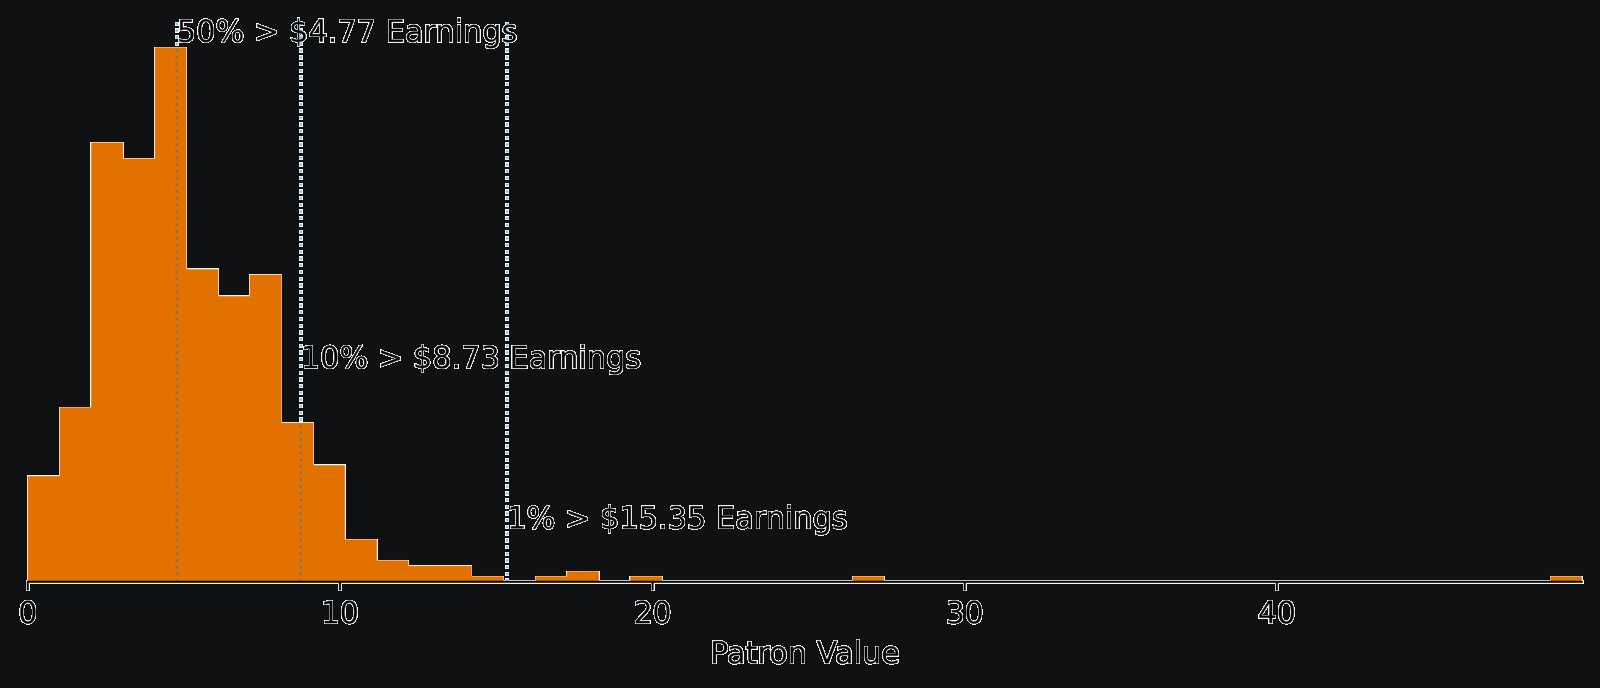 50% > $4.77 Earnings
10% > $8.73 Earnings
1% > $15.35 Earnings
0 10 20 30 40
Patron Value